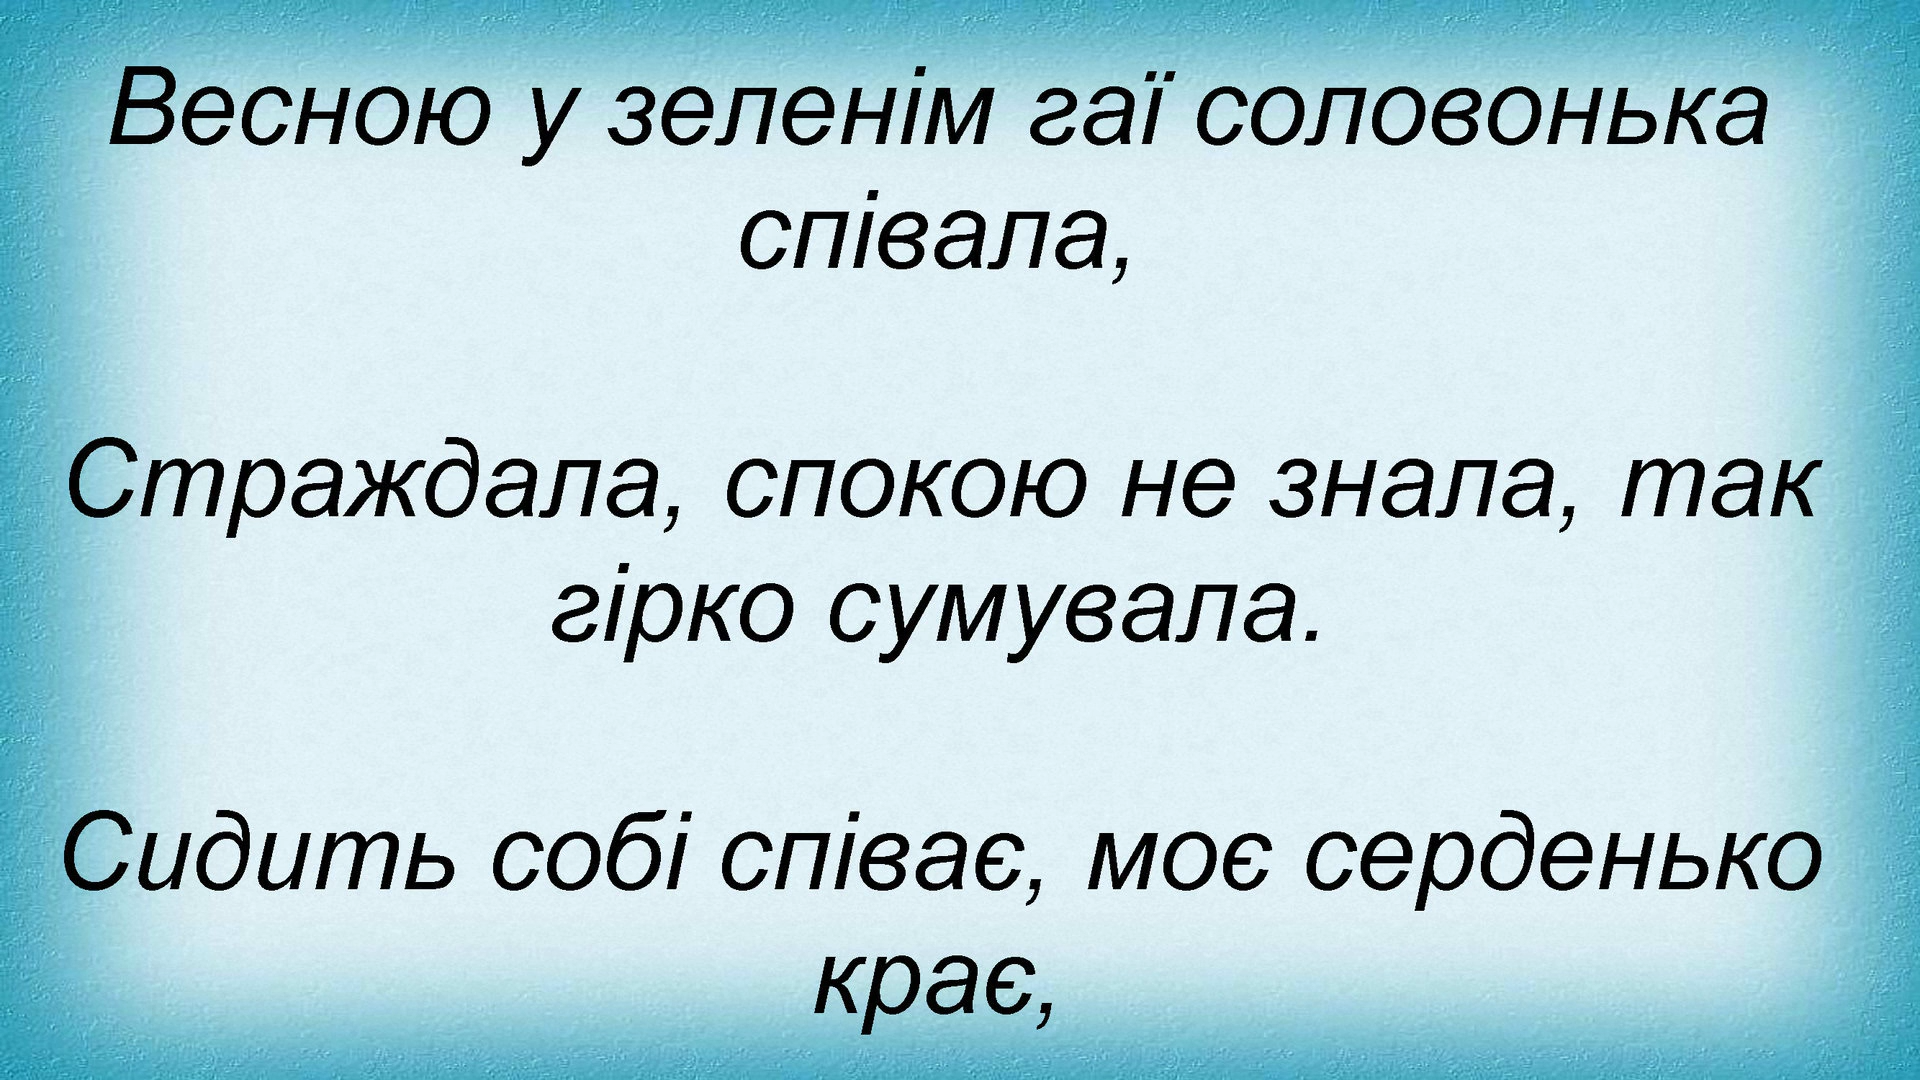 Весною у зеленім гаї соловонька
співала,
Страждала, спокою не знала, так
гірко сумувала.
Сидить собі співає, моє серденько
крає,